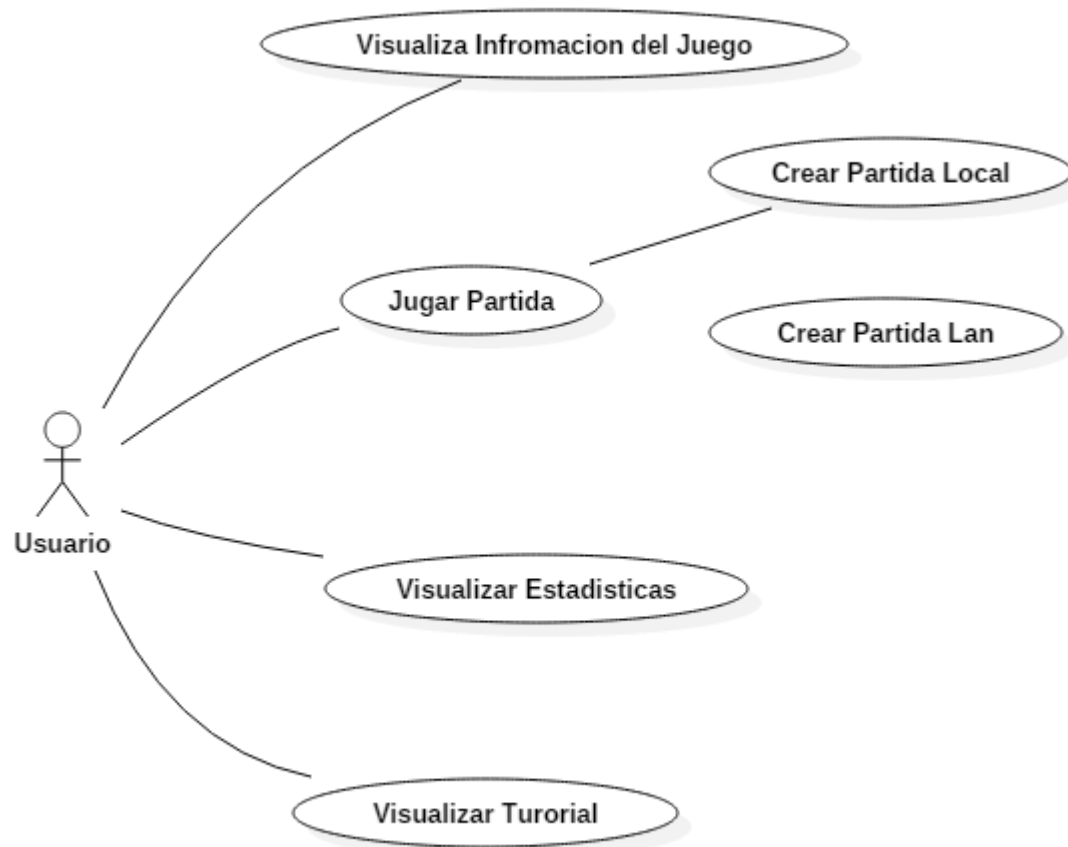 Visualiza Infromacion del Juego
Crear Partida Local
Jugar Partida
Crear Partida Lan
Usuario
Visualizar Estadisticas
Visualizar Turorial